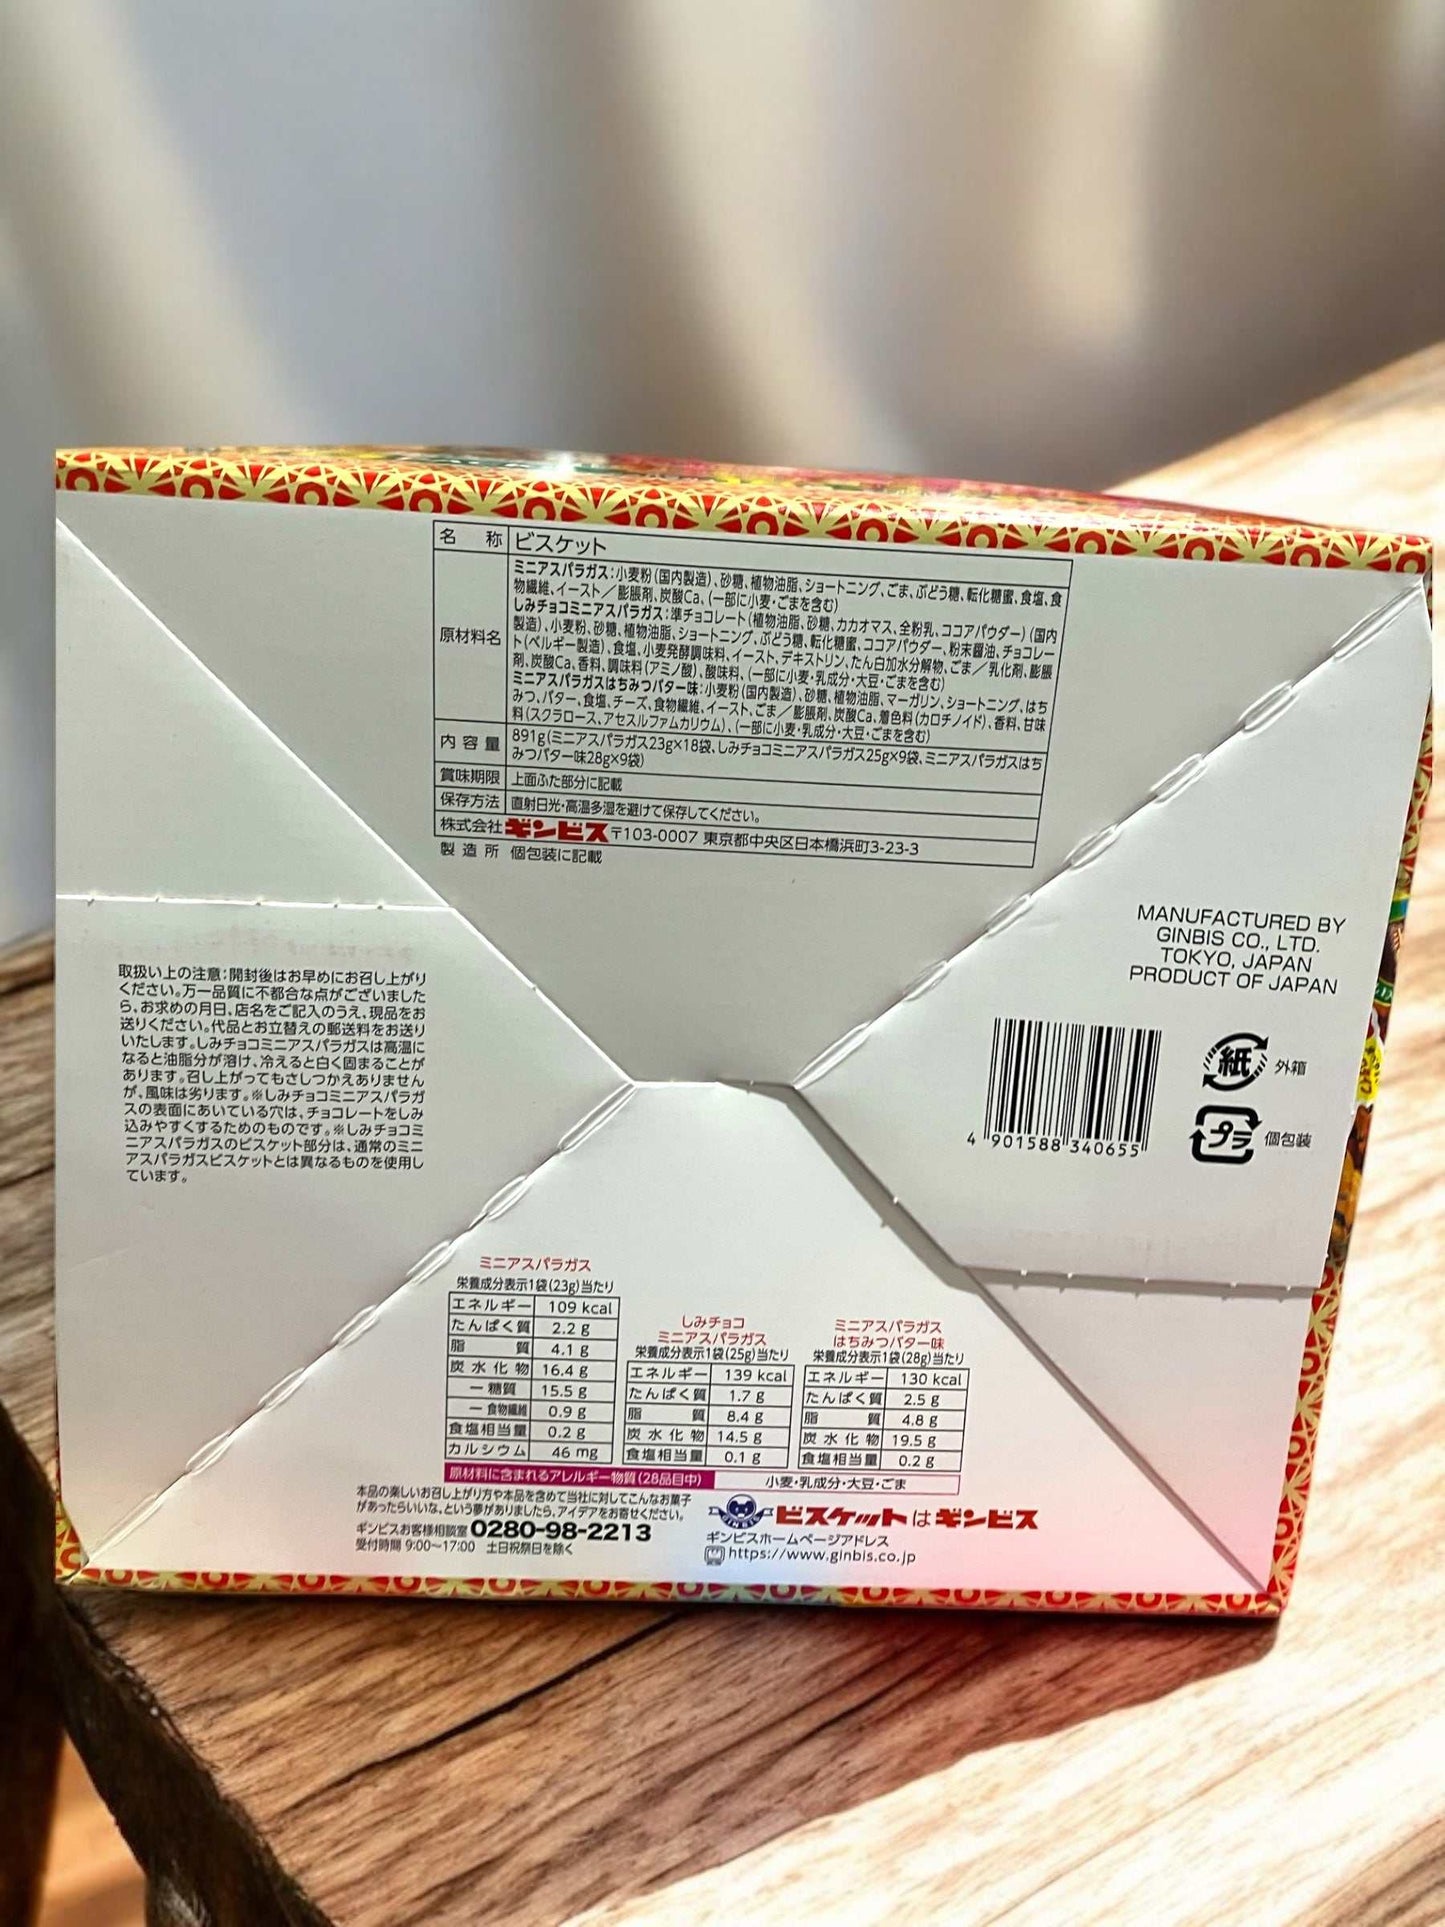 名 称 ビスケット
原材料名
ミニアスパラガス:小麦粉(国内製造)、砂糖、植物油脂、ショートニング、ごま、ぶどう糖、転化糖蜜、食塩、食
物繊維、イースト/膨脹剤、炭酸Ca、(一部に小麦・ごまを含む)
しみチョコミニアスパラガス:準チョコレート(植物油脂、砂糖、カカオマス、全粉乳、ココアパウダー)(国内
製造)、小麦粉、砂糖、植物油脂、ショートニング、ぶどう糖、転化糖蜜、ココアパウダー、粉末醤油、チョコレー
ト(ベルギー製造)、食塩、小麦発酵調味料、イースト、デキストリン、たん白加水分解物、ごま/乳化剤、膨脹
剤、炭酸Ca、香料、調味料(アミノ酸)、酸味料、(一部に小麦・乳成分・大豆・ごまを含む)
ミニアスパラガスはちみつバター味:小麦粉(国内製造)、砂糖、植物油脂、マーガリン、ショートニング、はち
みつ、バター、食塩、チーズ、食物繊維、イースト、ごま/膨脹剤、炭酸Ca、着色料(カロチノイド)、香料、甘味
料(スクラロース、アセスルファムカリウム)、(一部に小麦・乳成分・大豆・ごまを含む)
内容量 891g(ミニアスパラガス23g×18袋、しみチョコミニアスパラガス25g×9袋、ミニアスパラガスはち
みつバター味28g×9袋)
賞味期限 上面ふた部分に記載
保存方法 直射日光・高温多湿を避けて保存してください。
株式会社ギンビス 〒103-0007 東京都中央区日本橋浜町3-23-3
製造所 個包装に記載
取扱い上の注意:開封後はお早めにお召し上がり
ください。万一品質に不都合な点がございました
ら、お求めの月日、店名をご記入のうえ、現品をお
送りください。代品とお立替えの郵送料をお送り
いたします。しみチョコミニアスパラガスは高温に
なると油脂分が溶け、冷えると白く固まることが
あります。召し上がってもさしつかえありません
が、風味は劣ります。※しみチョコミニアスパラガ
スの表面にあいている穴は、チョコレートをしみ
込みやすくするためのものです。※しみチョコミ
ニアスパラガスのビスケット部分は、通常のミニ
アスパラガスビスケットとは異なるものを使用し
ています。
MANUFACTURED BY
GINBIS CO., LTD.
TOKYO, JAPAN
PRODUCT OF JAPAN
4 901588 340655
紙 外箱
プラ 個包装
ミニアスパラガス
栄養成分表示1袋(23g)当たり
エネルギー 109 kcal
たんぱく質 2.2 g
脂質 4.1 g
炭水化物 16.4 g
ー糖質 15.5 g
ー食物繊維 0.9 g
食塩相当量 0.2 g
カルシウム 46 mg
しみチョコ
ミニアスパラガス
栄養成分表示1袋(25g)当たり
エネルギー 139 kcal
たんぱく質 1.7 g
脂質 8.4 g
炭水化物 14.5 g
食塩相当量 0.1 g
ミニアスパラガス
はちみつバター味
栄養成分表示1袋(28g)当たり
エネルギー 130 kcal
たんぱく質 2.5 g
脂質 4.8 g
炭水化物 19.5 g
食塩相当量 0.2 g
原材料に含まれるアレルギー物質(28品目中) 小麦・乳成分・大豆・ごま
本品の楽しいお召し上がり方や本品を含めて当社に対してこんなお菓子
があったらいいな、という夢がありましたら、アイデアをお寄せください。
ギンビスお客様相談室 0280-98-2213
受付時間 9:00〜17:00 土日祝祭日を除く
GINBIS ビスケットはギンビス
ギンビスホームページアドレス
https://www.ginbis.co.jp